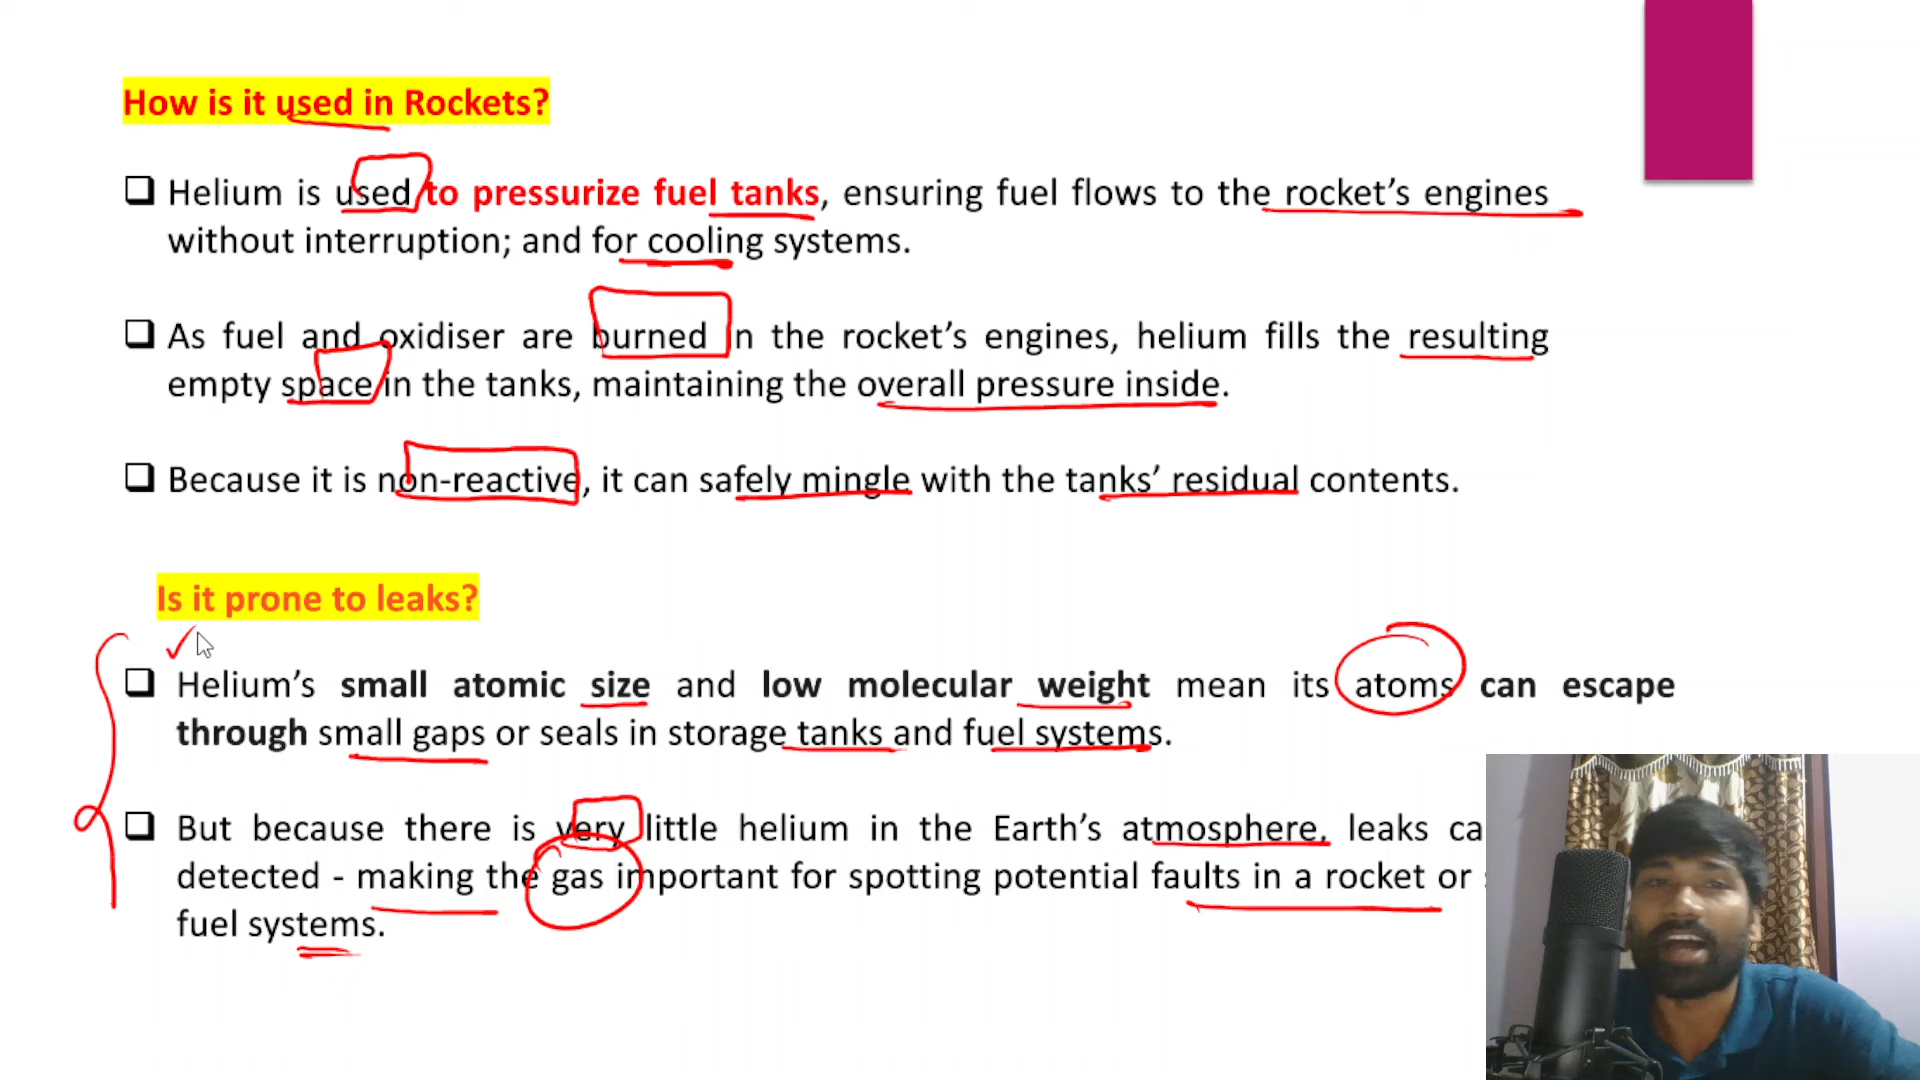 How is it used in Rockets?
❑ Helium is used to pressurize fuel tanks, ensuring fuel flows to the rocket’s engines
without interruption; and for cooling systems.
❑ As fuel and oxidiser are burned in the rocket’s engines, helium fills the resulting
empty space in the tanks, maintaining the overall pressure inside.
❑ Because it is non-reactive, it can safely mingle with the tanks’ residual contents.
Is it prone to leaks?
❑ Helium’s small atomic size and low molecular weight mean its atoms can escape
through small gaps or seals in storage tanks and fuel systems.
❑ But because there is very little helium in the Earth’s atmosphere, leaks
detected - making the gas important for spotting potential faults in a rocket or
fuel systems.